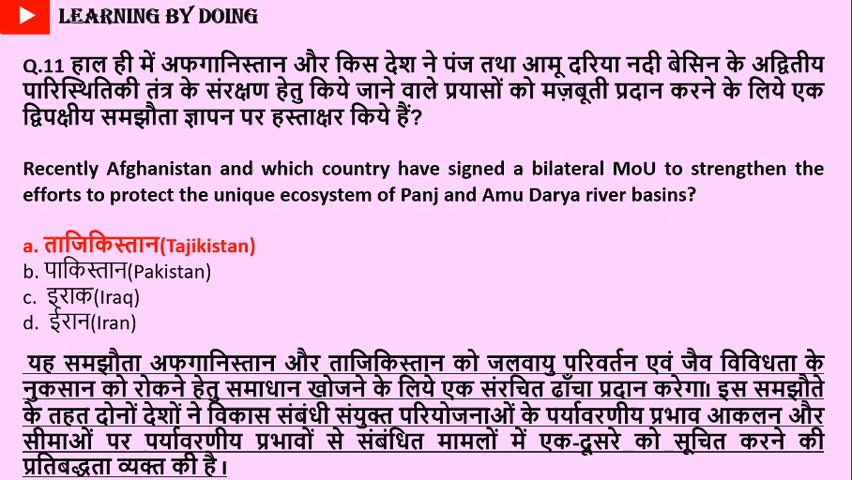 LEARNING BY DOING
Q.11 हाल ही में अफगानिस्तान और किस देश ने पंज तथा आमू दरिया नदी बेसिन के अद्वितीय
पारिस्थितिकी तंत्र के संरक्षण हेतु किये जाने वाले प्रयासों को मज़बूती प्रदान करने के लिये एक
द्विपक्षीय समझौता ज्ञापन पर हस्ताक्षर किये हैं?
Recently Afghanistan and which country have signed a bilateral MoU to strengthen the
efforts to protect the unique ecosystem of Panj and Amu Darya river basins?
a. ताजिकिस्तान(Tajikistan)
b. पाकिस्तान(Pakistan)
c. इराक(Iraq)
d. ईरान(Iran)
यह समझौता अफगानिस्तान और ताजिकिस्तान को जलवायु परिवर्तन एवं जैव विविधता के
नुकसान को रोकने हेतु समाधान खोजने के लिये एक संरचित ढाँचा प्रदान करेगा। इस समझौते
के तहत दोनों देशों ने विकास संबंधी संयुक्त परियोजनाओं के पर्यावरणीय प्रभाव आकलन और
सीमाओं पर पर्यावरणीय प्रभावों से संबंधित मामलों में एक-दूसरे को सूचित करने की
प्रतिबद्धता व्यक्त की है।